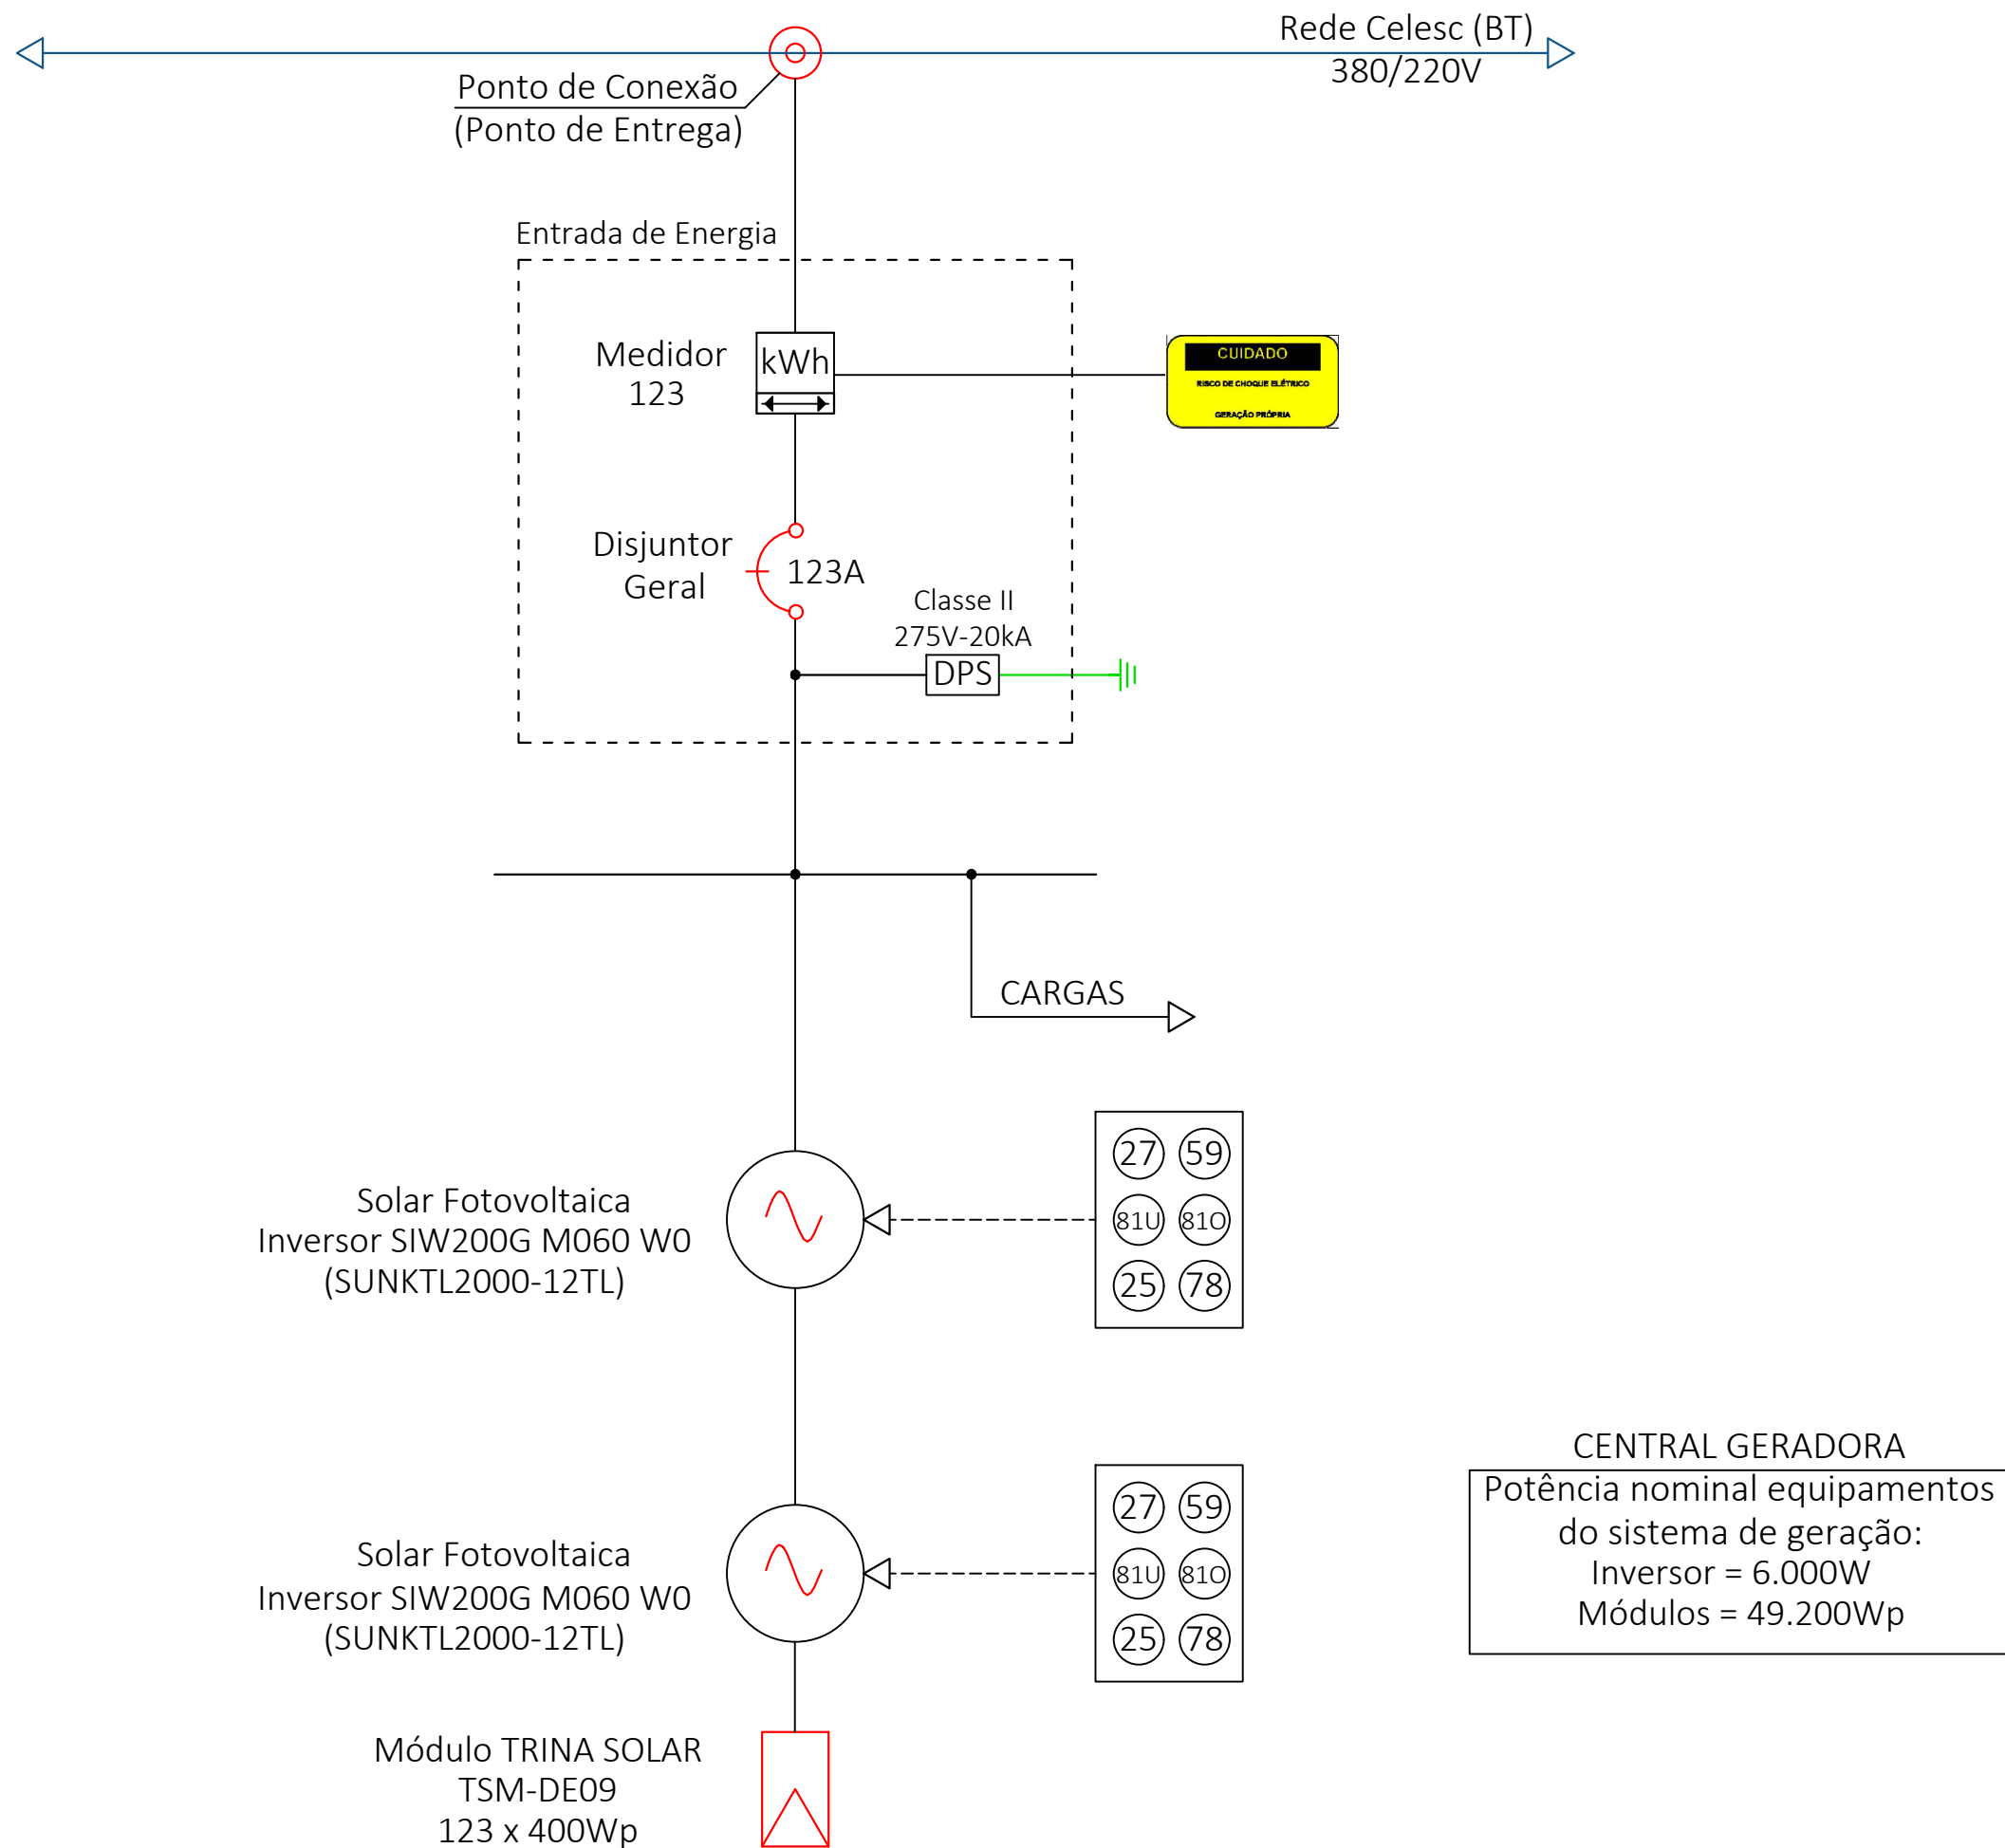 Rede Celesc (BT)
380/220V
Ponto de Conexão
(Ponto de Entrega)
Entrada de Energia
Medidor
123
kWh
CUIDADO
RISCO DE CHOQUE ELÉTRICO
GERAÇÃO PRÓPRIA
Disjuntor
Geral
123A
Classe II
275V-20kA
DPS
CARGAS
Solar Fotovoltaica
Inversor SIW200G M060 W0
(SUNKTL2000-12TL)
27 59
81U 81O
25 78
Solar Fotovoltaica
Inversor SIW200G M060 W0
(SUNKTL2000-12TL)
27 59
81U 81O
25 78
CENTRAL GERADORA
Potência nominal equipamentos
do sistema de geração:
Inversor = 6.000W
Módulos = 49.200Wp
Módulo TRINA SOLAR
TSM-DE09
123 x 400Wp